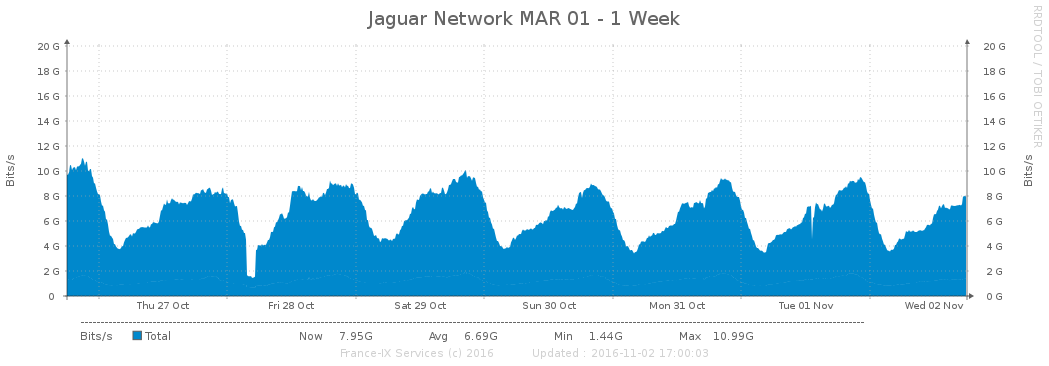 Jaguar Network MAR 01 - 1 Week
RRDTOOL / TOBI OETIKER
Bits/s
20 G 20 G
18 G 18 G
16 G 16 G
14 G 14 G
12 G 12 G
10 G 10 G
8 G 8 G
6 G 6 G
4 G 4 G
2 G 2 G
0 0 G
Bits/s
Thu 27 Oct Fri 28 Oct Sat 29 Oct Sun 30 Oct Mon 31 Oct Tue 01 Nov Wed 02 Nov
Bits/s Total Now 7.95G Avg 6.69G Min 1.44G Max 10.99G
France-IX Services (c) 2016 Updated : 2016-11-02 17:00:03